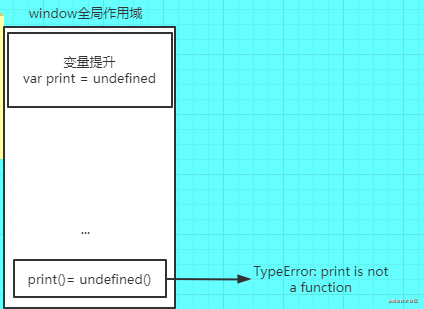 window全局作用域
变量提升
var print = undefined
...
print()= undefined()
TypeError: print is not
a function